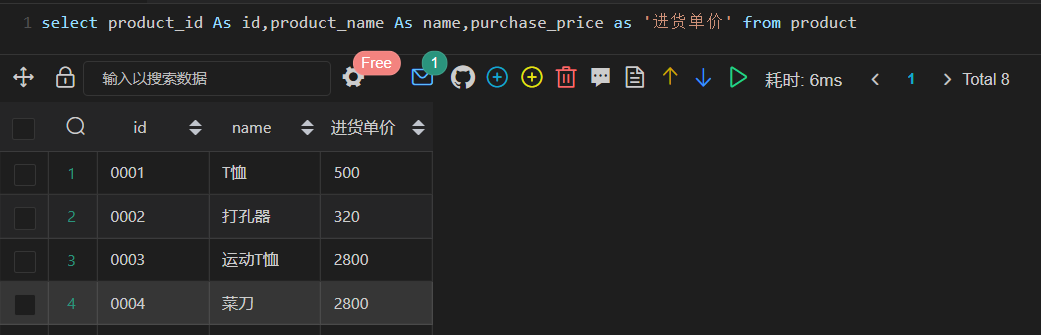 1 select product_id As id,product_name As name,purchase_price as '进货单价' from product
输入以搜索数据 Free 1 耗时: 6ms 1 Total 8
id name 进货单价
1 0001 T恤 500
2 0002 打孔器 320
3 0003 运动T恤 2800
4 0004 菜刀 2800